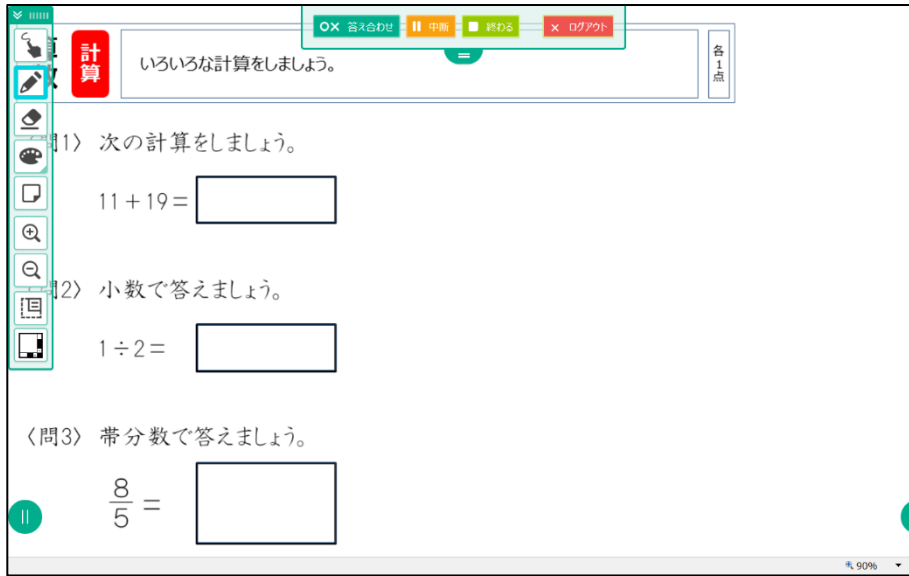 ○× 答え合わせ
中断
終わる
× ログアウト
計算
いろいろな計算をしましょう。
各1点
問1〉 次の計算をしましょう。
11+19=
問2〉 小数で答えましょう。
1÷2=
〈問3〉 帯分数で答えましょう。
8/5 =
90%